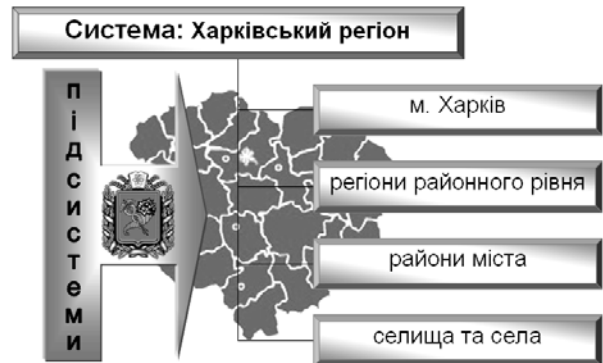 Система: Харківський регіон
підсистеми
м. Харків
регіони районного рівня
райони міста
селища та села